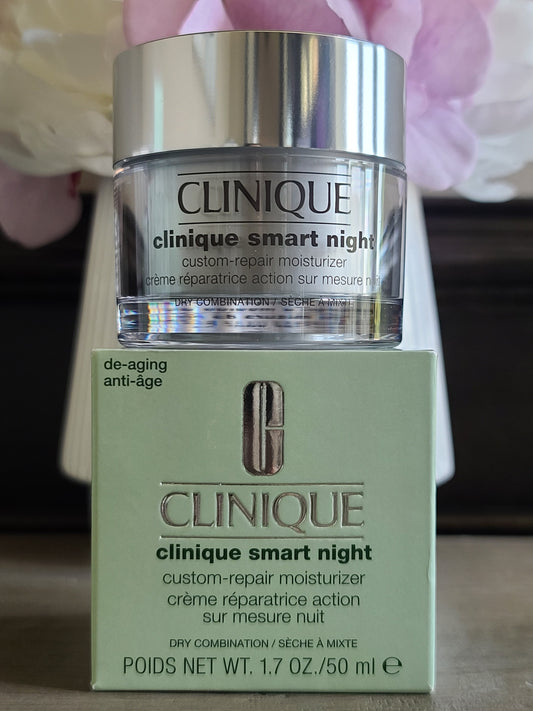 CLINIQUE
clinique smart night
custom-repair moisturizer
crème réparatrice action sur mesure nuit
DRY COMBINATION / SÈCHE À MIXTE
de-aging
anti-âge
C
CLINIQUE
clinique smart night
custom-repair moisturizer
crème réparatrice action
sur mesure nuit
DRY COMBINATION / SÈCHE À MIXTE
POIDS NET WT. 1.7 OZ./50 ml ℮